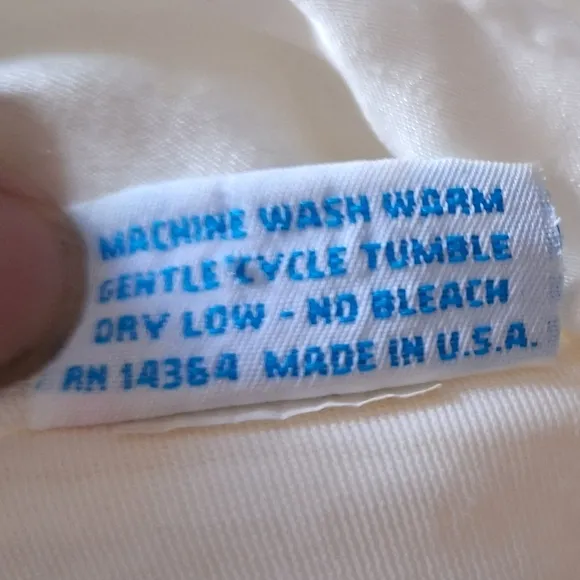 MACHINE WASH WARM
GENTLE CYCLE TUMBLE
DRY LOW - NO BLEACH
RN 14364 MADE IN U.S.A.